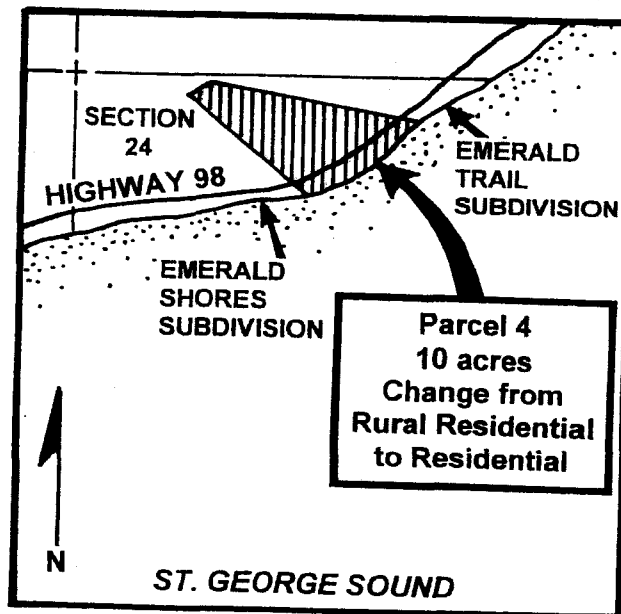 SECTION
24
HIGHWAY 98
EMERALD
TRAIL
SUBDIVISION
EMERALD
SHORES
SUBDIVISION
Parcel 4
10 acres
Change from
Rural Residential
to Residential
N
ST. GEORGE SOUND